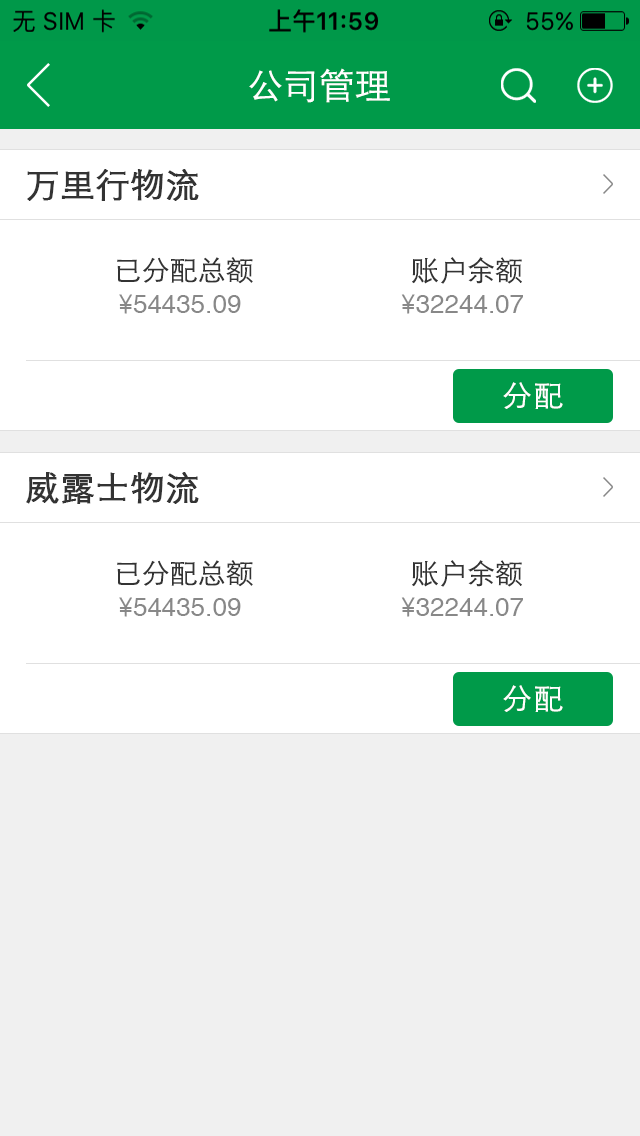 无 SIM 卡 上午11:59 55%
公司管理
万里行物流
已分配总额 账户余额
¥54435.09 ¥32244.07
分配
威露士物流
已分配总额 账户余额
¥54435.09 ¥32244.07
分配